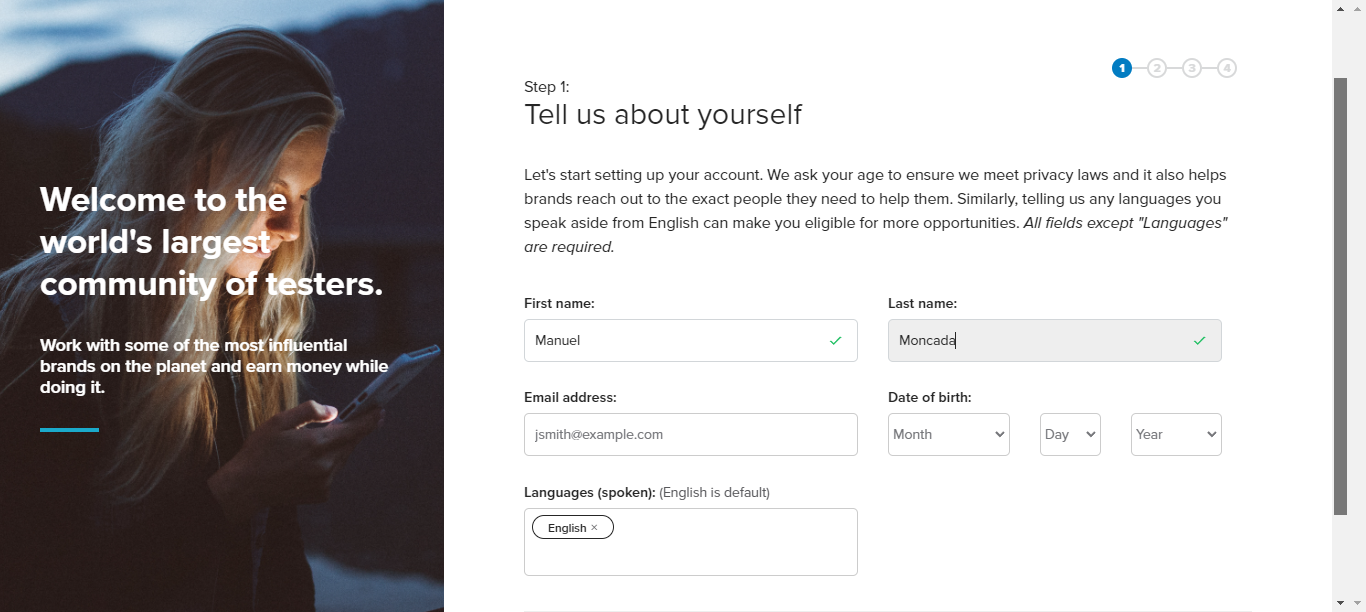 Welcome to the
world's largest
community of testers.
Work with some of the most influential
brands on the planet and earn money while
doing it.
1 2 3 4
Step 1:
Tell us about yourself
Let's start setting up your account. We ask your age to ensure we meet privacy laws and it also helps
brands reach out to the exact people they need to help them. Similarly, telling us any languages you
speak aside from English can make you eligible for more opportunities. All fields except "Languages"
are required.
First name: Last name:
Manuel Moncada
Email address: Date of birth:
jsmith@example.com Month Day Year
Languages (spoken): (English is default)
English ×